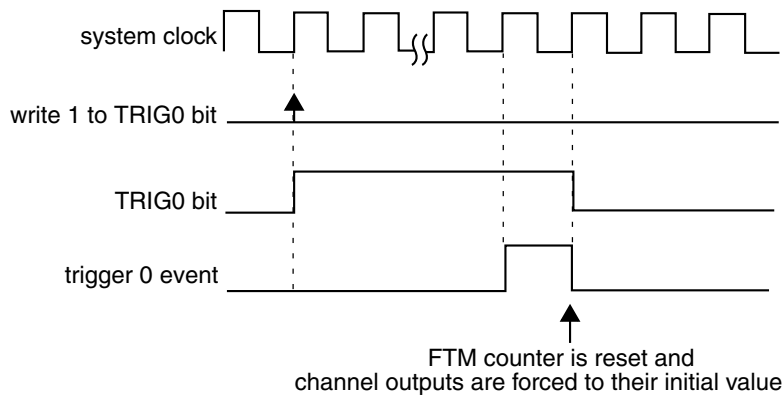 system clock
write 1 to TRIG0 bit
TRIG0 bit
trigger 0 event
FTM counter is reset and
channel outputs are forced to their initial value